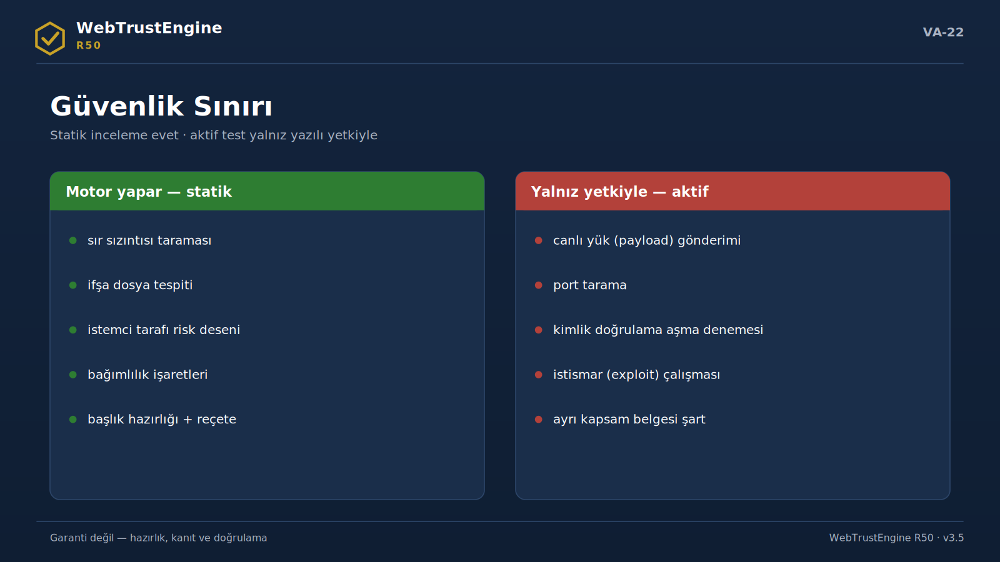 WebTrustEngine
R50
VA-22
Güvenlik Sınırı
Statik inceleme evet · aktif test yalnız yazılı yetkiyle
Motor yapar — statik
sır sızıntısı taraması
ifşa dosya tespiti
istemci tarafı risk deseni
bağımlılık işaretleri
başlık hazırlığı + reçete
Yalnız yetkiyle — aktif
canlı yük (payload) gönderimi
port tarama
kimlik doğrulama aşma denemesi
istismar (exploit) çalışması
ayrı kapsam belgesi şart
Garanti değil — hazırlık, kanıt ve doğrulama
WebTrustEngine R50 · v3.5